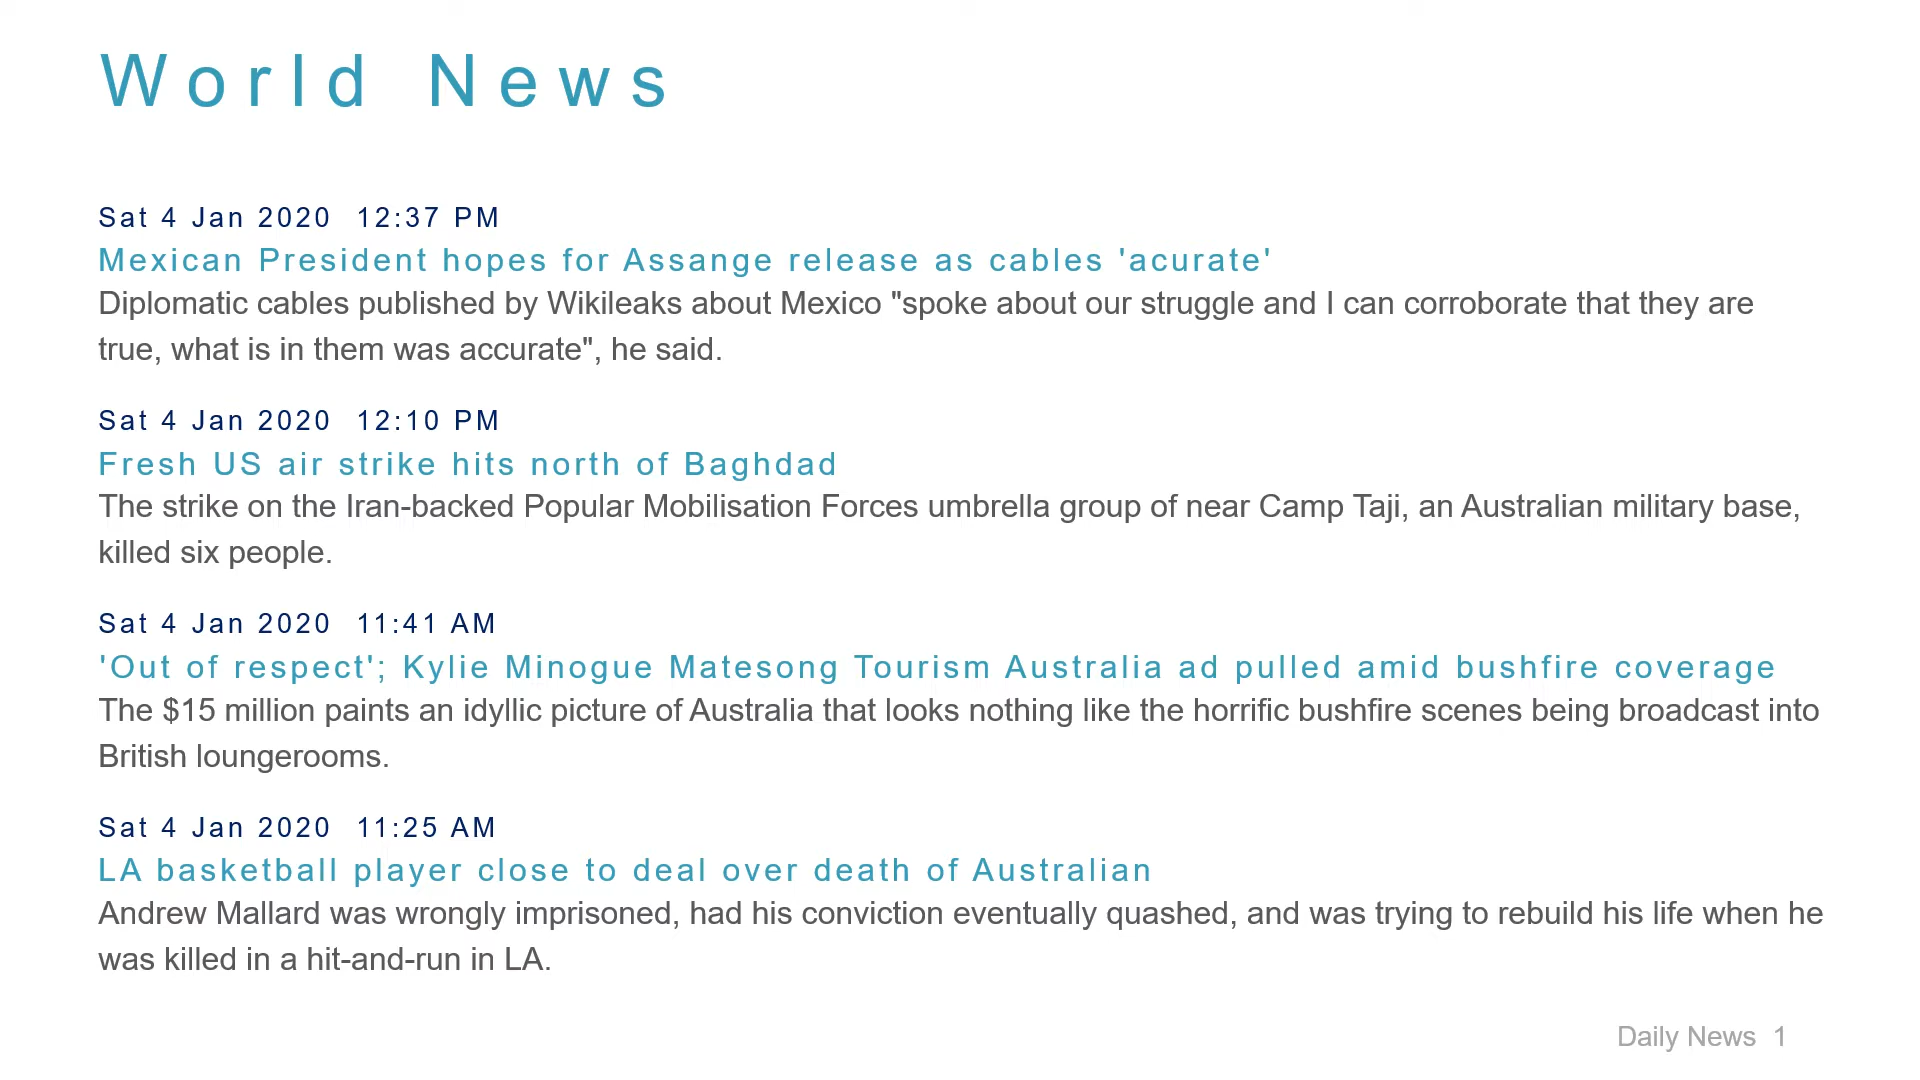 World News
Sat 4 Jan 2020  12:37 PM
Mexican President hopes for Assange release as cables 'acurate'
Diplomatic cables published by Wikileaks about Mexico "spoke about our struggle and I can corroborate that they are
true, what is in them was accurate", he said.
Sat 4 Jan 2020  12:10 PM
Fresh US air strike hits north of Baghdad
The strike on the Iran-backed Popular Mobilisation Forces umbrella group of near Camp Taji, an Australian military base,
killed six people.
Sat 4 Jan 2020  11:41 AM
'Out of respect'; Kylie Minogue Matesong Tourism Australia ad pulled amid bushfire coverage
The $15 million paints an idyllic picture of Australia that looks nothing like the horrific bushfire scenes being broadcast into
British loungerooms.
Sat 4 Jan 2020  11:25 AM
LA basketball player close to deal over death of Australian
Andrew Mallard was wrongly imprisoned, had his conviction eventually quashed, and was trying to rebuild his life when he
was killed in a hit-and-run in LA.
Daily News  1